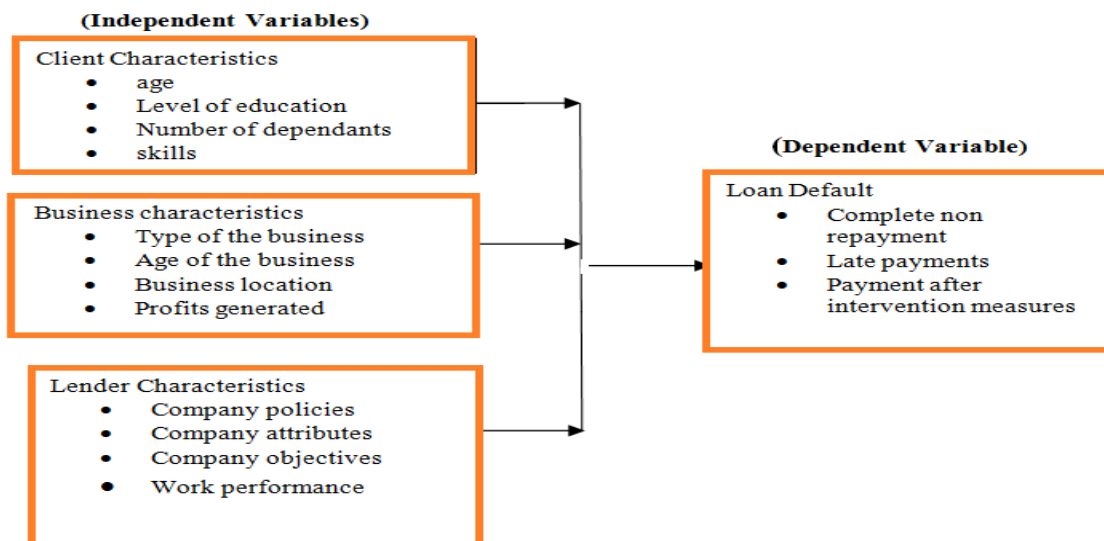 (Independent Variables)
Client Characteristics
• age
• Level of education
• Number of dependants
• skills
Business characteristics
• Type of the business
• Age of the business
• Business location
• Profits generated
Lender Characteristics
• Company policies
• Company attributes
• Company objectives
• Work performance
(Dependent Variable)
Loan Default
• Complete non
repayment
• Late payments
• Payment after
intervention measures